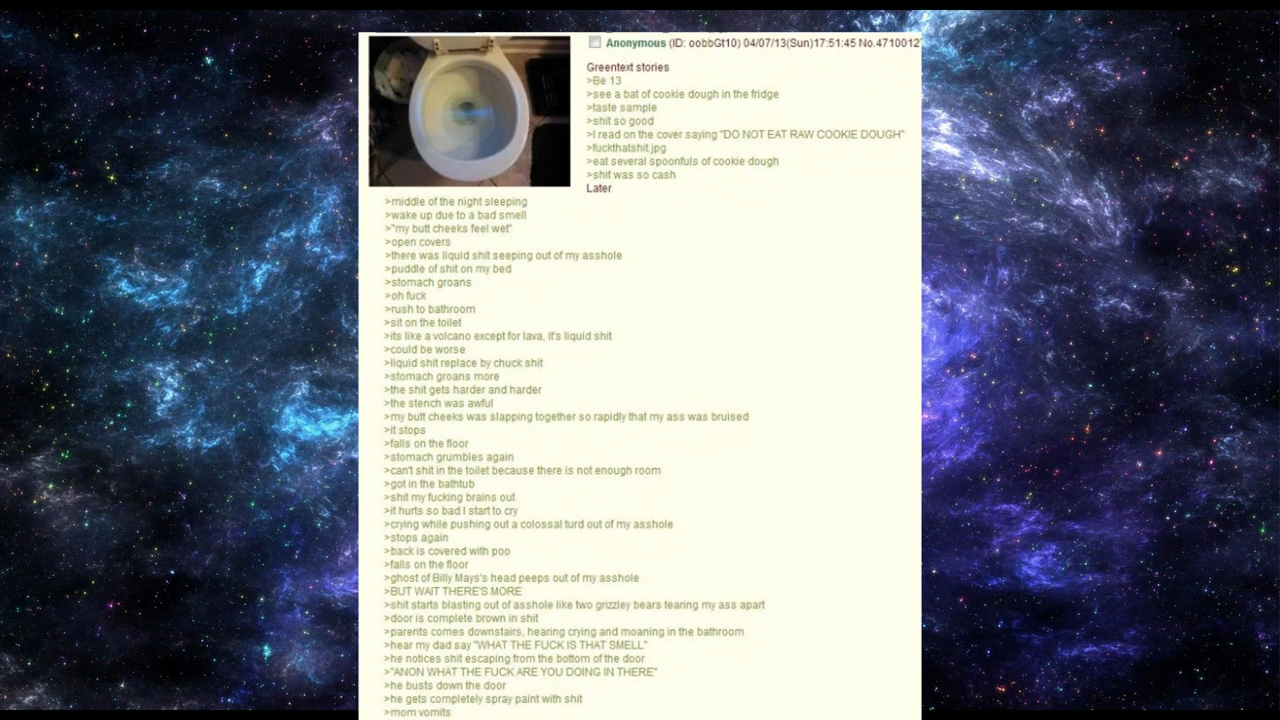 Anonymous (ID: oobbGt10) 04/07/13(Sun)17:51:45 No.4710012
Greentext stories
>Be 13
>see a bat of cookie dough in the fridge
>taste sample
>shit so good
>I read on the cover saying "DO NOT EAT RAW COOKIE DOUGH"
>fuckthatshit.jpg
>eat several spoonfuls of cookie dough
>shit was so cash
Later
>middle of the night sleeping
>wake up due to a bad smell
>"my butt cheeks feel wet"
>open covers
>there was liquid shit seeping out of my asshole
>puddle of shit on my bed
>stomach groans
>oh fuck
>rush to bathroom
>sit on the toilet
>its like a volcano except for lava, it's liquid shit
>could be worse
>liquid shit replace by chuck shit
>stomach groans more
>the shit gets harder and harder
>the stench was awful
>my butt cheeks was slapping together so rapidly that my ass was bruised
>it stops
>falls on the floor
>stomach grumbles again
>can't shit in the toilet because there is not enough room
>got in the bathtub
>shit my fucking brains out
>it hurts so bad I start to cry
>crying while pushing out a colossal turd out of my asshole
>stops again
>back is covered with poo
>falls on the floor
>ghost of Billy Mays's head peeps out of my asshole
>BUT WAIT THERE'S MORE
>shit starts blasting out of asshole like two grizzley bears tearing my ass apart
>door is complete brown in shit
>parents comes downstairs, hearing crying and moaning in the bathroom
>hear my dad say "WHAT THE FUCK IS THAT SMELL"
>he notices shit escaping from the bottom of the door
>"ANON WHAT THE FUCK ARE YOU DOING IN THERE"
>he busts down the door
>he gets completely spray paint with shit
>mom vomits